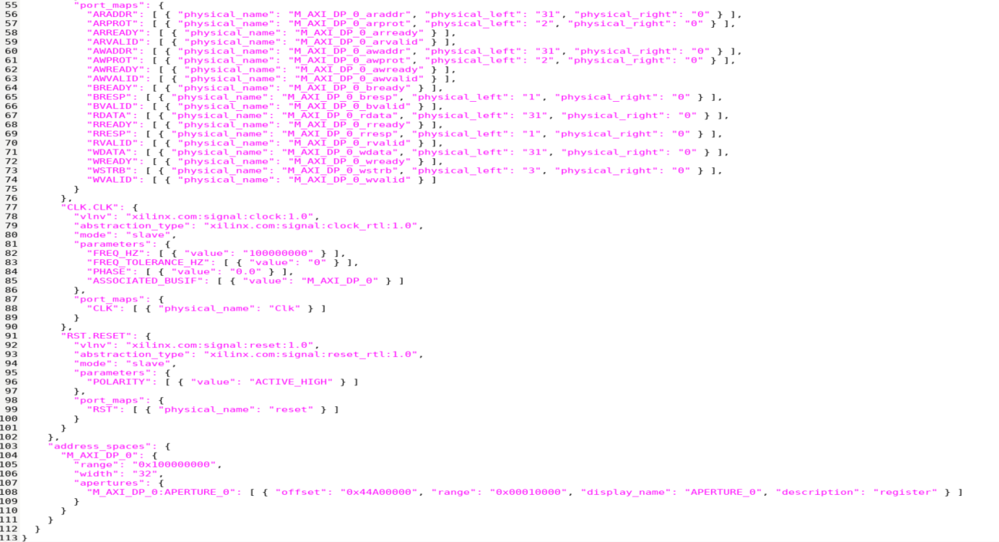 55         "port_maps": {
56           "ARADDR": [ { "physical_name": "M_AXI_DP_0_araddr", "physical_left": "31", "physical_right": "0" } ],
57           "ARPROT": [ { "physical_name": "M_AXI_DP_0_arprot", "physical_left": "2", "physical_right": "0" } ],
58           "ARREADY": [ { "physical_name": "M_AXI_DP_0_arready" } ],
59           "ARVALID": [ { "physical_name": "M_AXI_DP_0_arvalid" } ],
60           "AWADDR": [ { "physical_name": "M_AXI_DP_0_awaddr", "physical_left": "31", "physical_right": "0" } ],
61           "AWPROT": [ { "physical_name": "M_AXI_DP_0_awprot", "physical_left": "2", "physical_right": "0" } ],
62           "AWREADY": [ { "physical_name": "M_AXI_DP_0_awready" } ],
63           "AWVALID": [ { "physical_name": "M_AXI_DP_0_awvalid" } ],
64           "BREADY": [ { "physical_name": "M_AXI_DP_0_bready" } ],
65           "BRESP": [ { "physical_name": "M_AXI_DP_0_bresp", "physical_left": "1", "physical_right": "0" } ],
66           "BVALID": [ { "physical_name": "M_AXI_DP_0_bvalid" } ],
67           "RDATA": [ { "physical_name": "M_AXI_DP_0_rdata", "physical_left": "31", "physical_right": "0" } ],
68           "RREADY": [ { "physical_name": "M_AXI_DP_0_rready" } ],
69           "RRESP": [ { "physical_name": "M_AXI_DP_0_rresp", "physical_left": "1", "physical_right": "0" } ],
70           "RVALID": [ { "physical_name": "M_AXI_DP_0_rvalid" } ],
71           "WDATA": [ { "physical_name": "M_AXI_DP_0_wdata", "physical_left": "31", "physical_right": "0" } ],
72           "WREADY": [ { "physical_name": "M_AXI_DP_0_wready" } ],
73           "WSTRB": [ { "physical_name": "M_AXI_DP_0_wstrb", "physical_left": "3", "physical_right": "0" } ],
74           "WVALID": [ { "physical_name": "M_AXI_DP_0_wvalid" } ]
75         }
76       },
77       "CLK.CLK": {
78         "vlnv": "xilinx.com:signal:clock:1.0",
79         "abstraction_type": "xilinx.com:signal:clock_rtl:1.0",
80         "mode": "slave",
81         "parameters": {
82           "FREQ_HZ": [ { "value": "100000000" } ],
83           "FREQ_TOLERANCE_HZ": [ { "value": "0" } ],
84           "PHASE": [ { "value": "0.0" } ],
85           "ASSOCIATED_BUSIF": [ { "value": "M_AXI_DP_0" } ]
86         },
87         "port_maps": {
88           "CLK": [ { "physical_name": "Clk" } ]
89         }
90       },
91       "RST.RESET": {
92         "vlnv": "xilinx.com:signal:reset:1.0",
93         "abstraction_type": "xilinx.com:signal:reset_rtl:1.0",
94         "mode": "slave",
95         "parameters": {
96           "POLARITY": [ { "value": "ACTIVE_HIGH" } ]
97         },
98         "port_maps": {
99           "RST": [ { "physical_name": "reset" } ]
100         }
101       }
102     },
103     "address_spaces": {
104       "M_AXI_DP_0": {
105         "range": "0x100000000",
106         "width": "32",
107         "apertures": {
108           "M_AXI_DP_0:APERTURE_0": [ { "offset": "0x44A00000", "range": "0x00010000", "display_name": "APERTURE_0", "description": "register" } ]
109         }
110       }
111     }
112   }
113 }